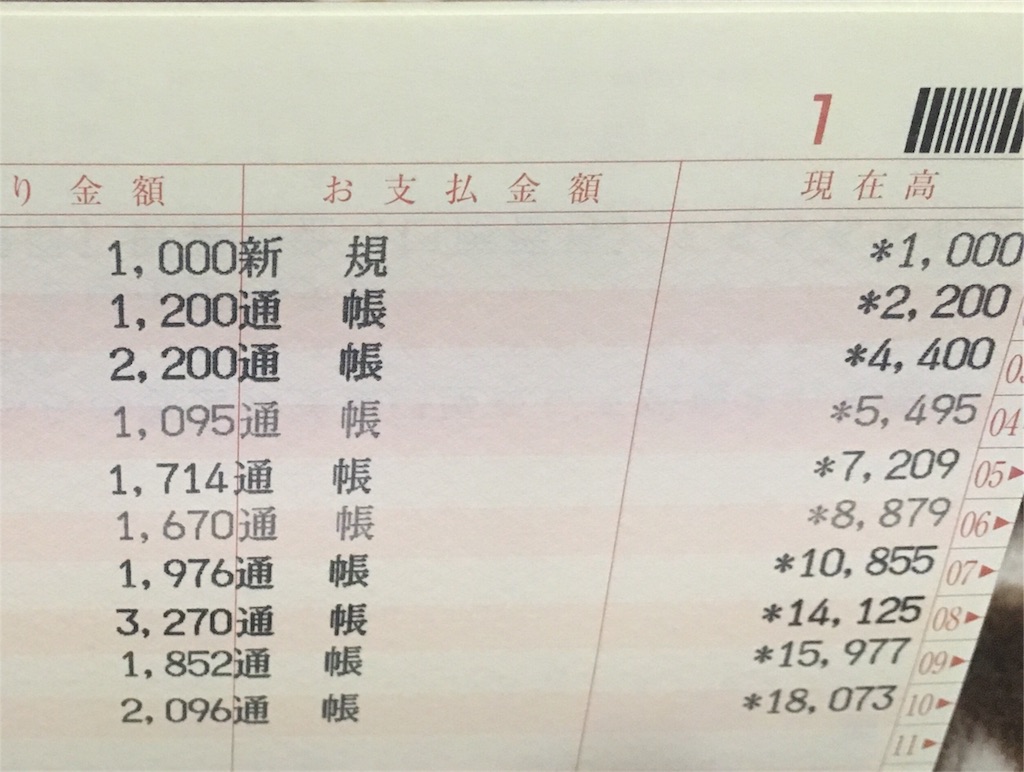 1
り金額 お支払金額 現在高
1,000新 規 *1,000
1,200通 帳 *2,200
2,200通 帳 *4,400
1,095通 帳 *5,495 04
1,714通 帳 *7,209 05▶
1,670通 帳 *8,879 06▶
1,976通 帳 *10,855 07▶
3,270通 帳 *14,125 08▶
1,852通 帳 *15,977 09▶
2,096通 帳 *18,073 10▶
11▶